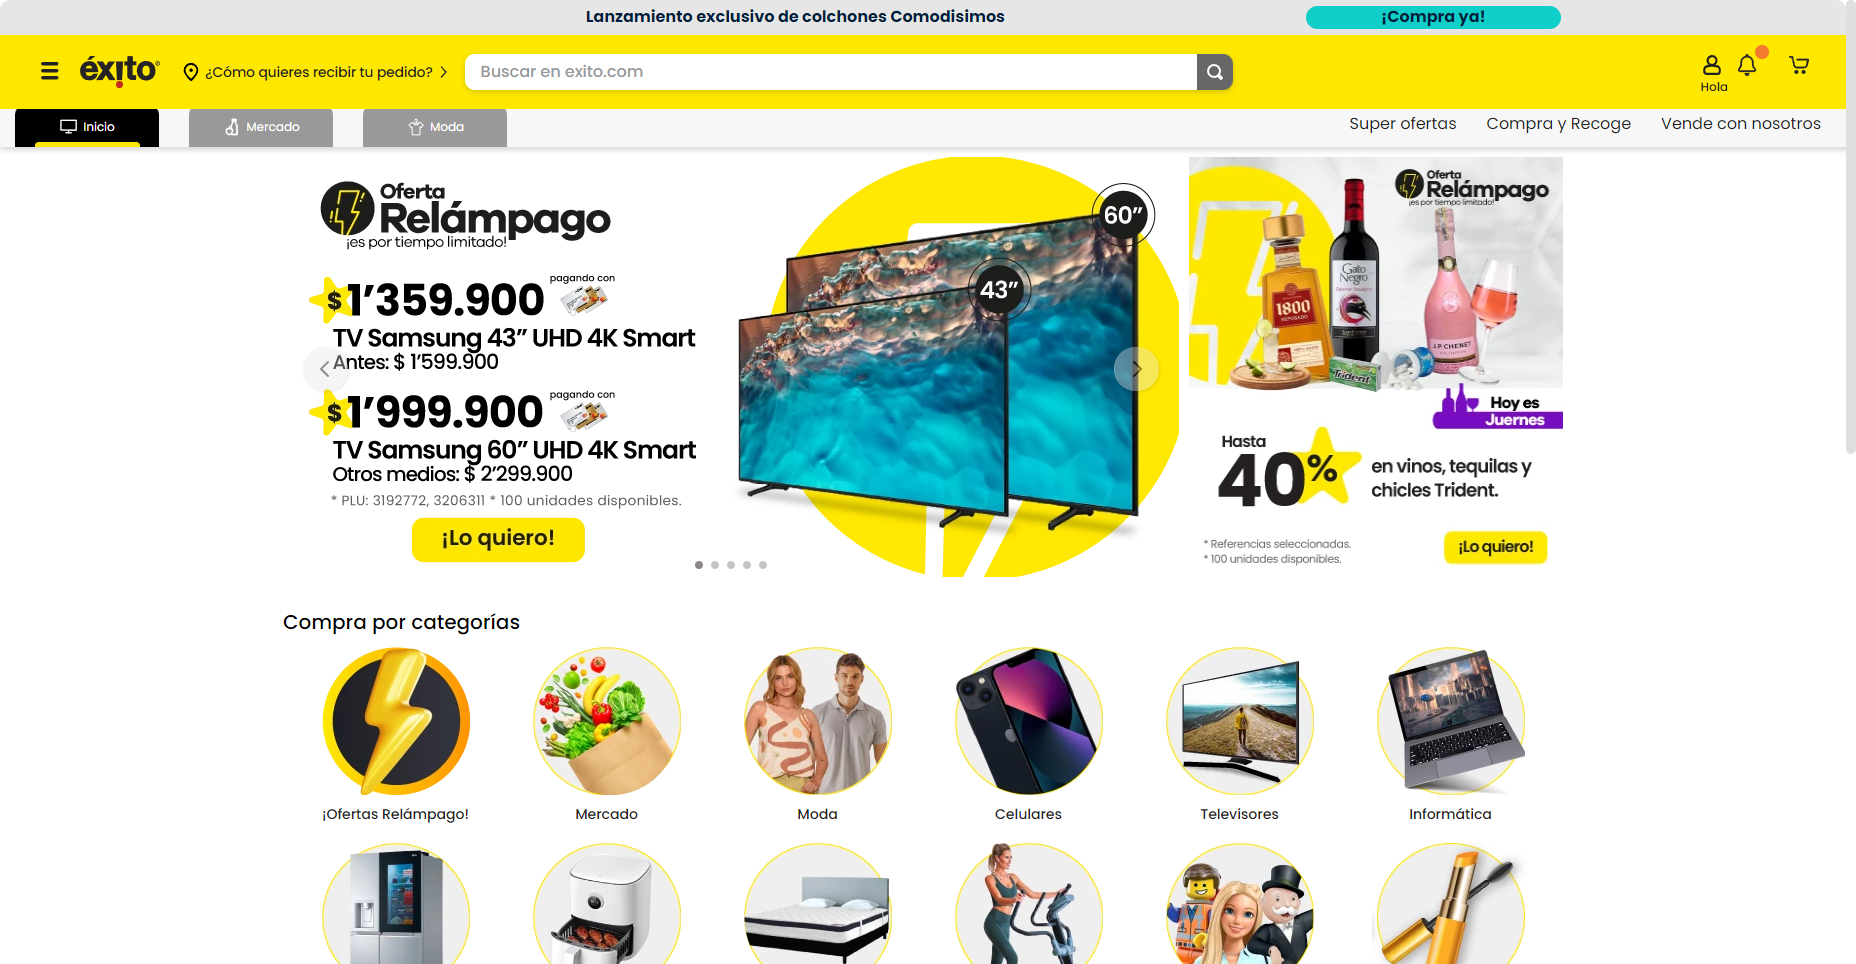 Lanzamiento exclusivo de colchones Comodisimos
¡Compra ya!
éxito
¿Cómo quieres recibir tu pedido?
Buscar en exito.com
Hola
Inicio
Mercado
Moda
Super ofertas
Compra y Recoge
Vende con nosotros
Oferta
Relámpago
¡es por tiempo limitado!
$ 1’359.900
pagando con
TV Samsung 43” UHD 4K Smart
Antes: $ 1’599.900
$ 1’999.900
pagando con
TV Samsung 60” UHD 4K Smart
Otros medios: $ 2’299.900
* PLU: 3192772, 3206311 * 100 unidades disponibles.
¡Lo quiero!
60”
43”
Oferta
Relámpago
¡es por tiempo limitado!
1800
REPOSADO
Gato
Negro
J.P. CHENET
Trident
Hoy es
Juernes
Hasta
40%
en vinos, tequilas y
chicles Trident.
* Referencias seleccionadas.
* 100 unidades disponibles.
¡Lo quiero!
Compra por categorías
¡Ofertas Relámpago!
Mercado
Moda
Celulares
Televisores
Informática